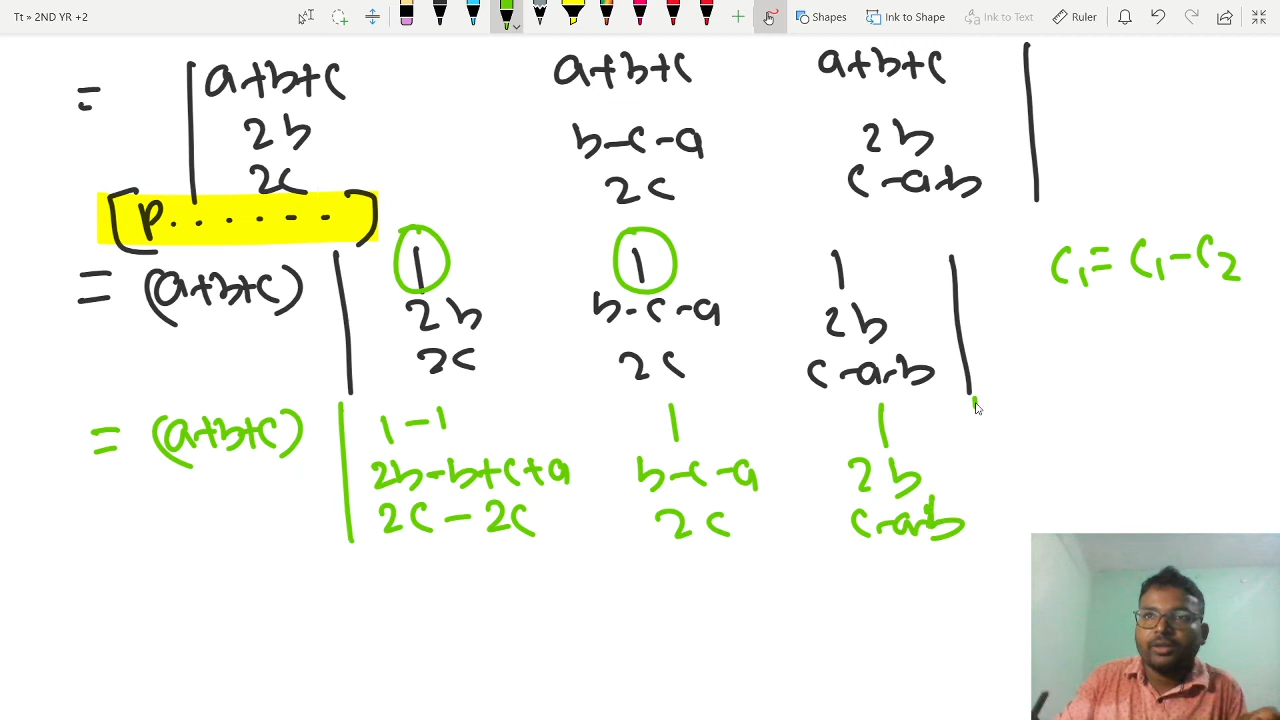 Tt > 2ND YR +2
Shapes Ink to Shape Ink to Text Ruler
= | a+b+c a+b+c a+b+c |
2b b-c-a 2b
2c 2c c-a-b
[P. . . . . . ]
= (a+b+c) | 1 1 1 | C₁ = C₁-C₂
2b b-c-a 2b
2c 2c c-a-b
= (a+b+c) | 1-1 1 1
2b-b+c+a b-c-a 2b
2c-2c 2c c-a-b